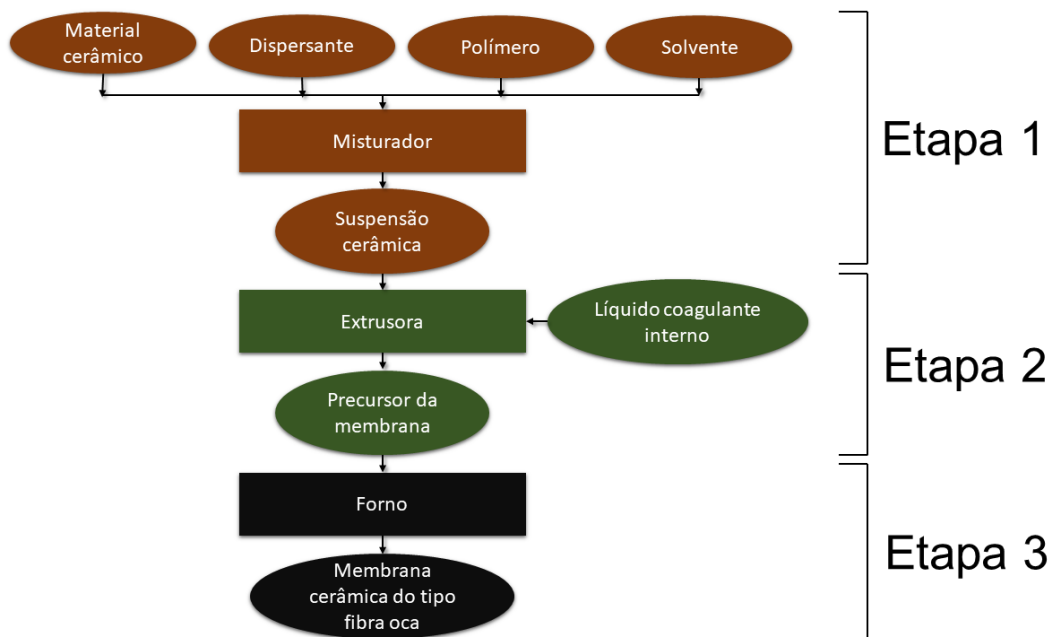 Material
cerâmico
Dispersante
Polímero
Solvente
Misturador
Etapa 1
Suspensão
cerâmica
Extrusora
Líquido coagulante
interno
Etapa 2
Precursor da
membrana
Forno
Etapa 3
Membrana
cerâmica do tipo
fibra oca